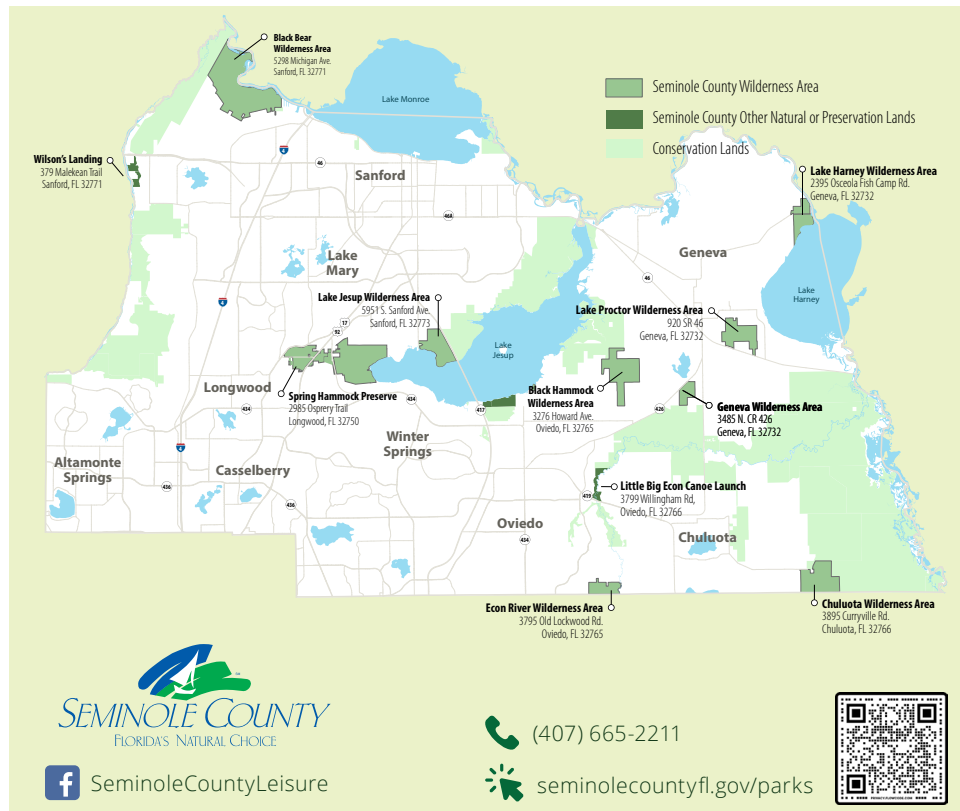 Black Bear
Wilderness Area
5298 Michigan Ave.
Sanford, FL 32771
Lake Monroe
Seminole County Wilderness Area
Seminole County Other Natural or Preservation Lands
Conservation Lands
Wilson's Landing
379 Malekean Trail
Sanford, FL 32771
4
46
Sanford
Lake Harney Wilderness Area
2395 Osceola Fish Camp Rd.
Geneva, FL 32732
46A
Geneva
Lake
Mary
46
Lake
Harney
Lake Jesup Wilderness Area
5951 S. Sanford Ave.
Sanford, FL 32773
4
17
92
Lake Proctor Wilderness Area
920 SR 46
Geneva, FL 32732
Lake
Jesup
Longwood
434
Spring Hammock Preserve
2985 Osprery Trail
Longwood, FL 32750
434
417
Black Hammock
Wilderness Area
3276 Howard Ave.
Oviedo, FL 32765
426
Geneva Wilderness Area
3485 N. CR 426
Geneva, FL 32732
Winter
Springs
4
Altamonte
Springs
Casselberry
436
436
Little Big Econ Canoe Launch
3799 Willingham Rd,
Oviedo, FL 32766
419
Oviedo
434
Chuluota
Econ River Wilderness Area
3795 Old Lockwood Rd.
Oviedo, FL 32765
Chuluota Wilderness Area
3895 Curryville Rd.
Chuluota, FL 32766
SEMINOLE COUNTY
FLORIDA'S NATURAL CHOICE
(407) 665-2211
SeminoleCountyLeisure
seminolecountyfl.gov/parks